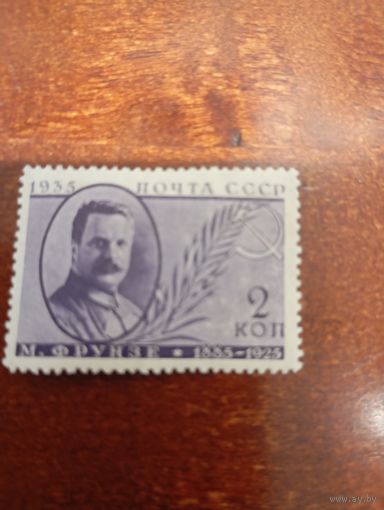 1935 ПОЧТА СССР
2
КОП
М. ФРУНЗЕ • 1885-1925
www.ay.by